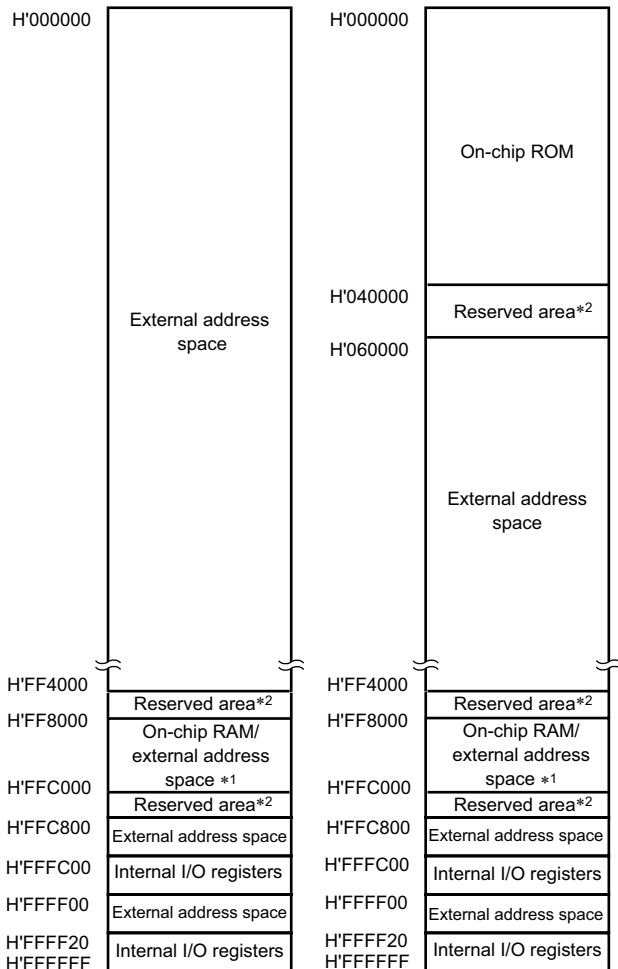 H'000000
External address
space
H'FF4000
Reserved area*2
H'FF8000
On-chip RAM/
external address
space *1
H'FFC000
Reserved area*2
H'FFC800
External address space
H'FFFC00
Internal I/O registers
H'FFFF00
External address space
H'FFFF20
Internal I/O registers
H'FFFFFF
H'000000
On-chip ROM
H'040000
Reserved area*2
H'060000
External address
space
H'FF4000
Reserved area*2
H'FF8000
On-chip RAM/
external address
space *1
H'FFC000
Reserved area*2
H'FFC800
External address space
H'FFFC00
Internal I/O registers
H'FFFF00
External address space
H'FFFF20
Internal I/O registers
H'FFFFFF